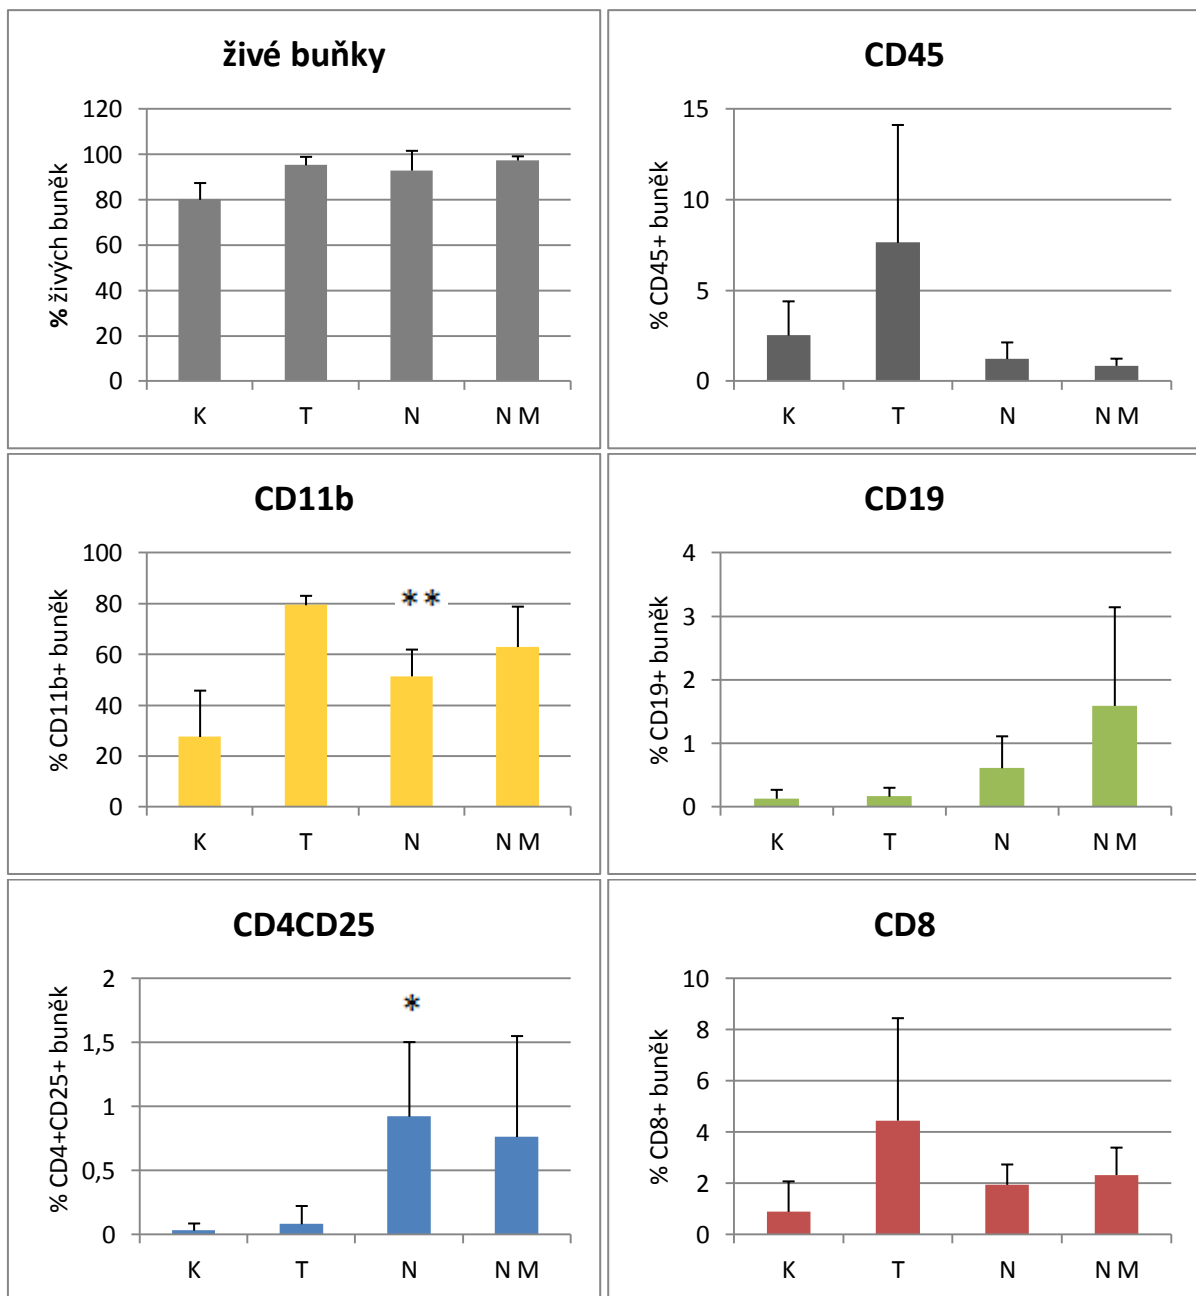 živé buňky
% živých buněk
120
100
80
60
40
20
0
K T N N M
CD45
% CD45+ buněk
15
10
5
0
K T N N M
CD11b
% CD11b+ buněk
100
80
60
40
20
0
**
K T N N M
CD19
% CD19+ buněk
4
3
2
1
0
K T N N M
CD4CD25
% CD4+CD25+ buněk
2
1,5
1
0,5
0
*
K T N N M
CD8
% CD8+ buněk
10
8
6
4
2
0
K T N N M